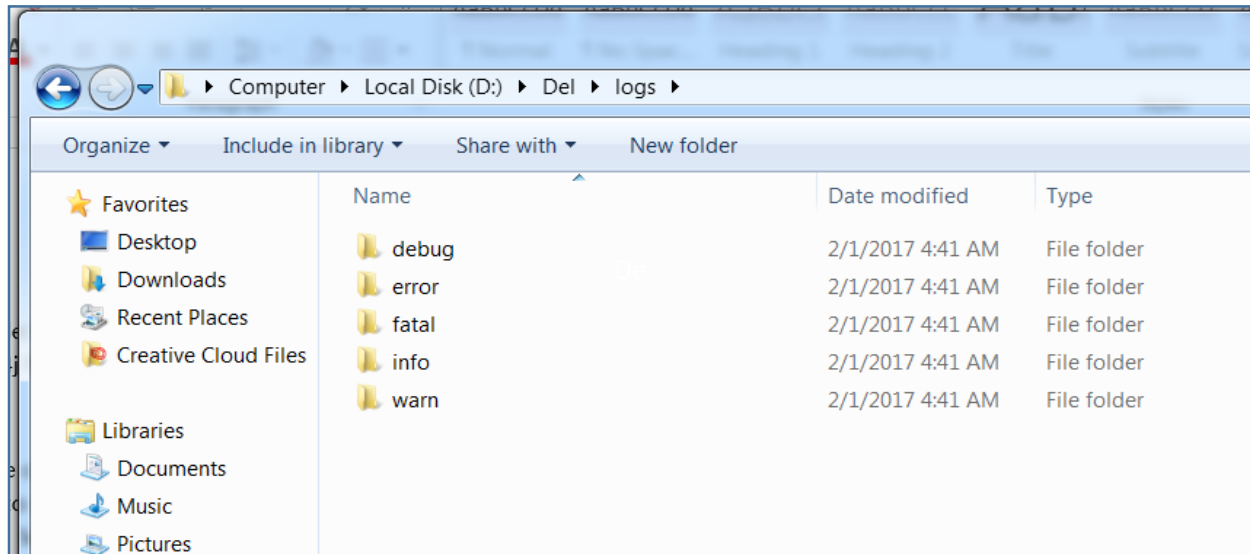 Computer Local Disk (D:) Del logs
Organize Include in library Share with New folder
Favorites
Desktop
Downloads
Recent Places
Creative Cloud Files
Libraries
Documents
Music
Pictures
Name Date modified Type
debug 2/1/2017 4:41 AM File folder
error 2/1/2017 4:41 AM File folder
fatal 2/1/2017 4:41 AM File folder
info 2/1/2017 4:41 AM File folder
warn 2/1/2017 4:41 AM File folder